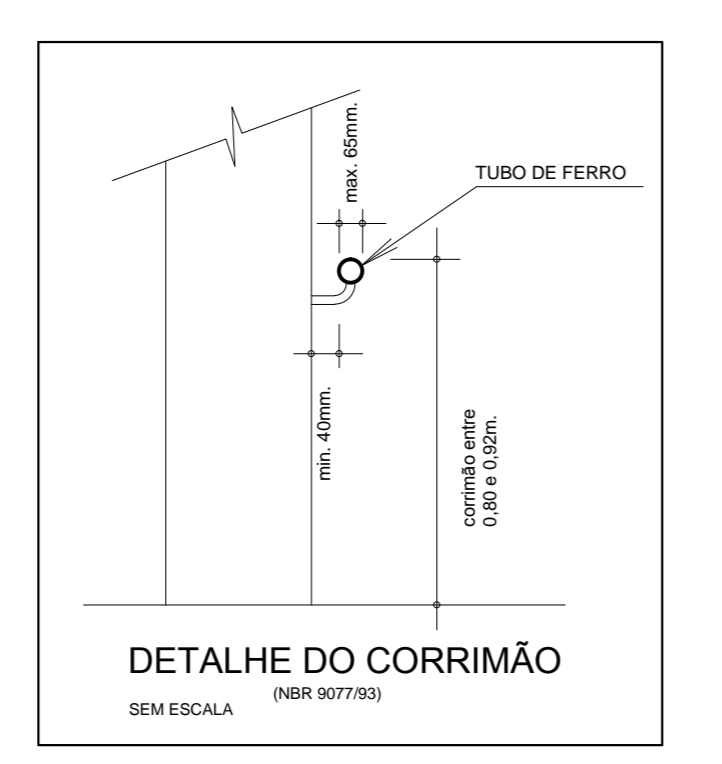 max. 65mm.
TUBO DE FERRO
min. 40mm.
corrimão entre
0,80 e 0,92m.
DETALHE DO CORRIMÃO
(NBR 9077/93)
SEM ESCALA